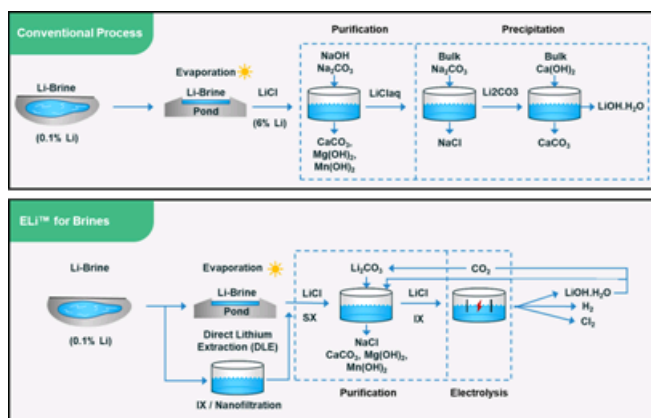 Conventional Process
Purification
Precipitation
Li-Brine
(0.1% Li)
Evaporation
Li-Brine
Pond
LiCl
(6% Li)
NaOH
Na2CO3
CaCO3,
Mg(OH)2,
Mn(OH)2
LiClaq
Bulk
Na2CO3
NaCl
Li2CO3
Bulk
Ca(OH)2
CaCO3
LiOH.H2O
ELi™ for Brines
Li-Brine
(0.1% Li)
Evaporation
Li-Brine
Pond
Direct Lithium
Extraction (DLE)
IX / Nanofiltration
LiCl
SX
Li2CO3
NaCl
CaCO3, Mg(OH)2,
Mn(OH)2
Purification
LiCl
IX
CO2
Electrolysis
LiOH.H2O
H2
Cl2